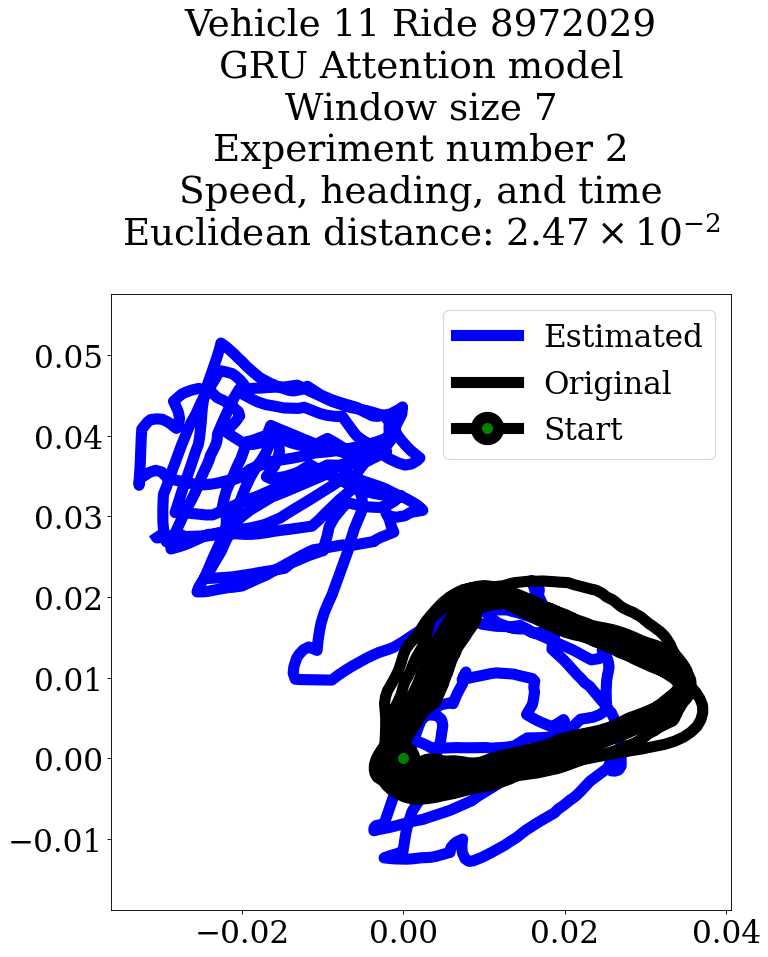 Vehicle 11 Ride 8972029
GRU Attention model
Window size 7
Experiment number 2
Speed, heading, and time
Euclidean distance: 2.47 × 10⁻²
Estimated
Original
Start
0.05
0.04
0.03
0.02
0.01
0.00
−0.01
−0.02
0.00
0.02
0.04